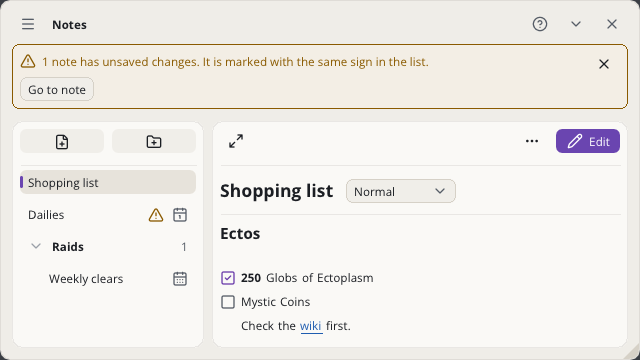 Notes
1 note has unsaved changes. It is marked with the same sign in the list.
Go to note
Edit
Shopping list
Dailies
Raids 1
Weekly clears
Shopping list Normal
Ectos
250 Globs of Ectoplasm
Mystic Coins
Check the wiki first.